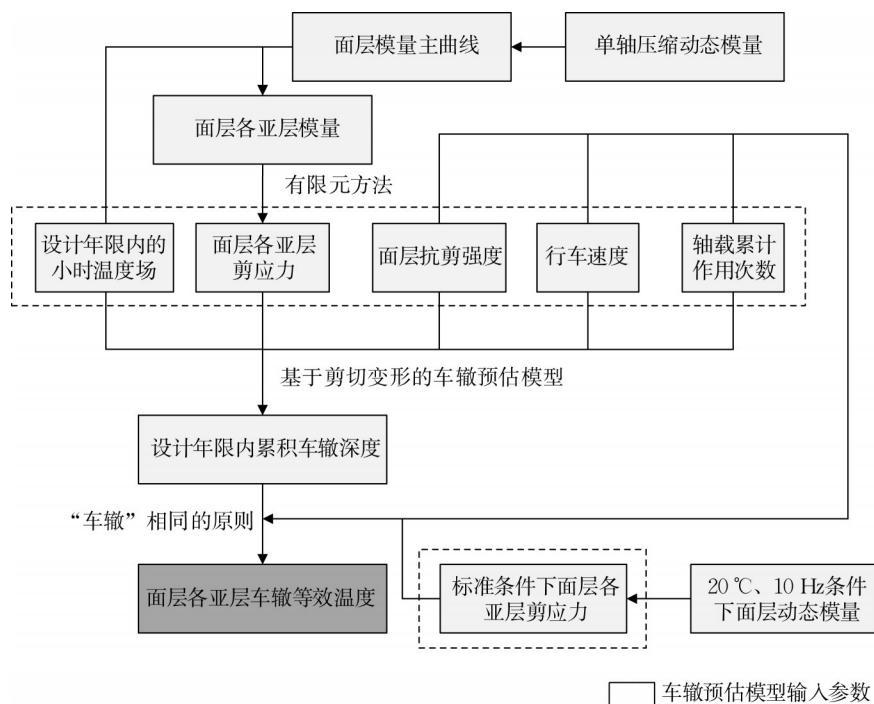 面层模量主曲线
单轴压缩动态模量
面层各亚层模量
有限元方法
设计年限内的
小时温度场
面层各亚层
剪应力
面层抗剪强度
行车速度
轴载累计
作用次数
基于剪切变形的车辙预估模型
设计年限内累积车辙深度
“车辙”相同的原则
面层各亚层车辙等效温度
标准条件下面层各
亚层剪应力
20 ℃、10 Hz条件
下面层动态模量
车辙预估模型输入参数